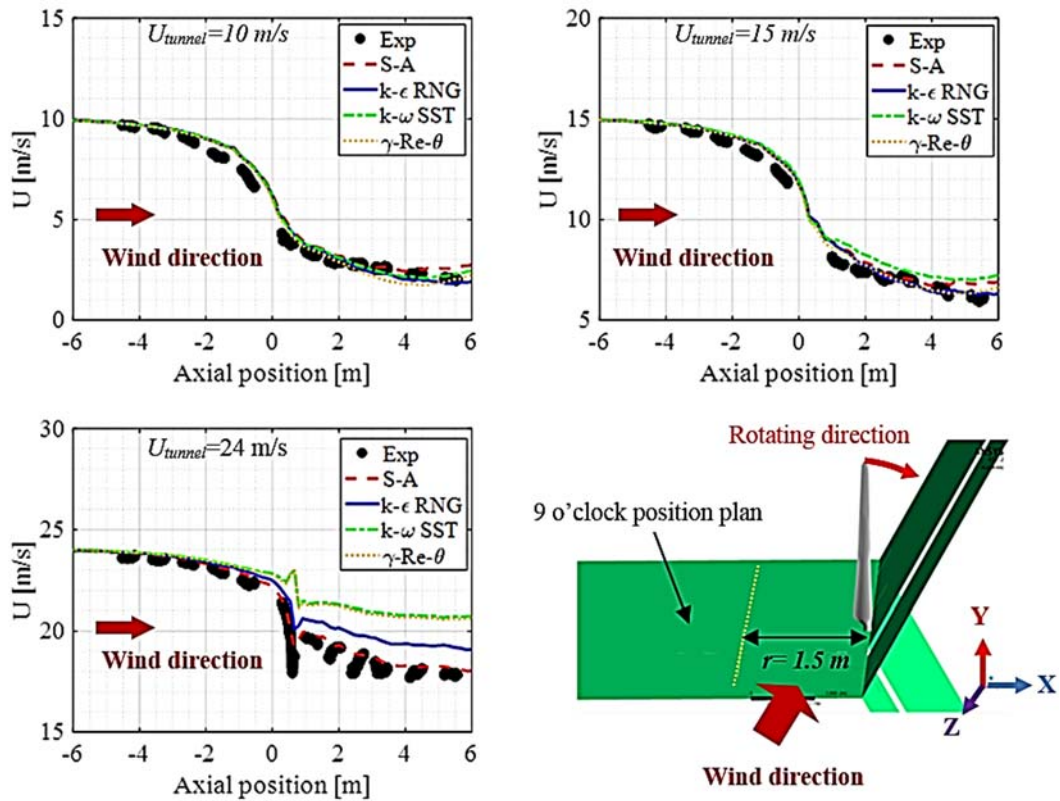 U_tunnel=10 m/s
Exp
S-A
k-ϵ RNG
k-ω SST
γ-Re-θ
Wind direction
U [m/s]
15
10
5
0
-6 -4 -2 0 2 4 6
Axial position [m]
U_tunnel=15 m/s
Exp
S-A
k-ϵ RNG
k-ω SST
γ-Re-θ
Wind direction
U [m/s]
20
15
10
5
-6 -4 -2 0 2 4 6
Axial position [m]
U_tunnel=24 m/s
Exp
S-A
k-ϵ RNG
k-ω SST
γ-Re-θ
Wind direction
U [m/s]
30
25
20
15
-6 -4 -2 0 2 4 6
Axial position [m]
Rotating direction
9 o’clock position plan
r= 1.5 m
Y
X
Z
Wind direction